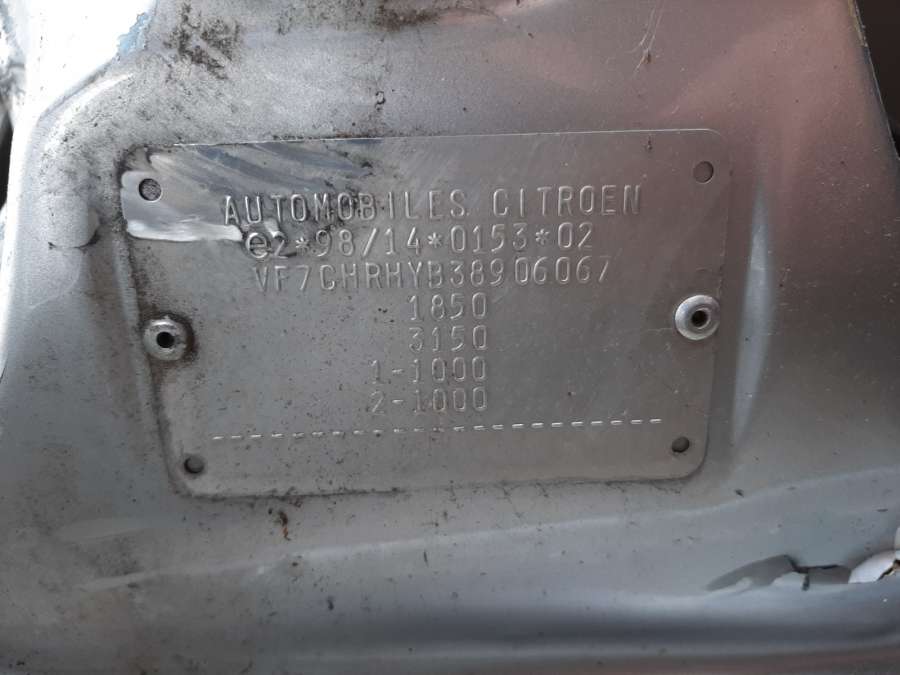 AUTOMOBILES CITROEN
e2*98/14*0153*02
VF7CHRHYB38906067
1850
3150
1-1000
2-1000